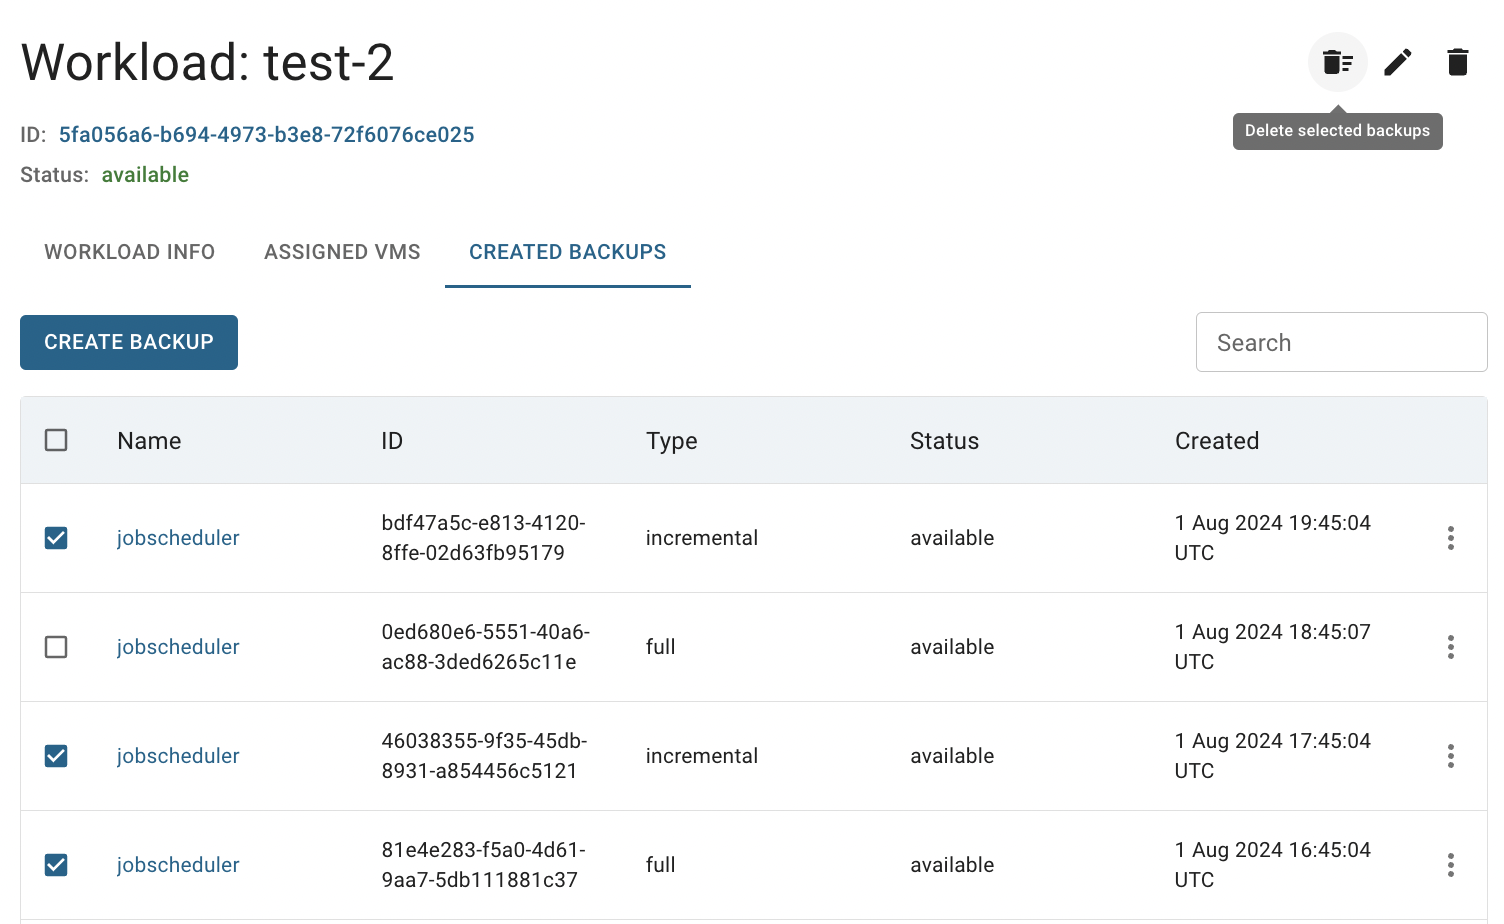 Workload: test-2
ID: 5fa056a6-b694-4973-b3e8-72f6076ce025
Delete selected backups
Status: available
WORKLOAD INFO ASSIGNED VMS CREATED BACKUPS
CREATE BACKUP Search
Name ID Type Status Created
jobscheduler bdf47a5c-e813-4120- incremental available 1 Aug 2024 19:45:04
8ffe-02d63fb95179 UTC
jobscheduler 0ed680e6-5551-40a6- full available 1 Aug 2024 18:45:07
ac88-3ded6265c11e UTC
jobscheduler 46038355-9f35-45db- incremental available 1 Aug 2024 17:45:04
8931-a854456c5121 UTC
jobscheduler 81e4e283-f5a0-4d61- full available 1 Aug 2024 16:45:04
9aa7-5db111881c37 UTC